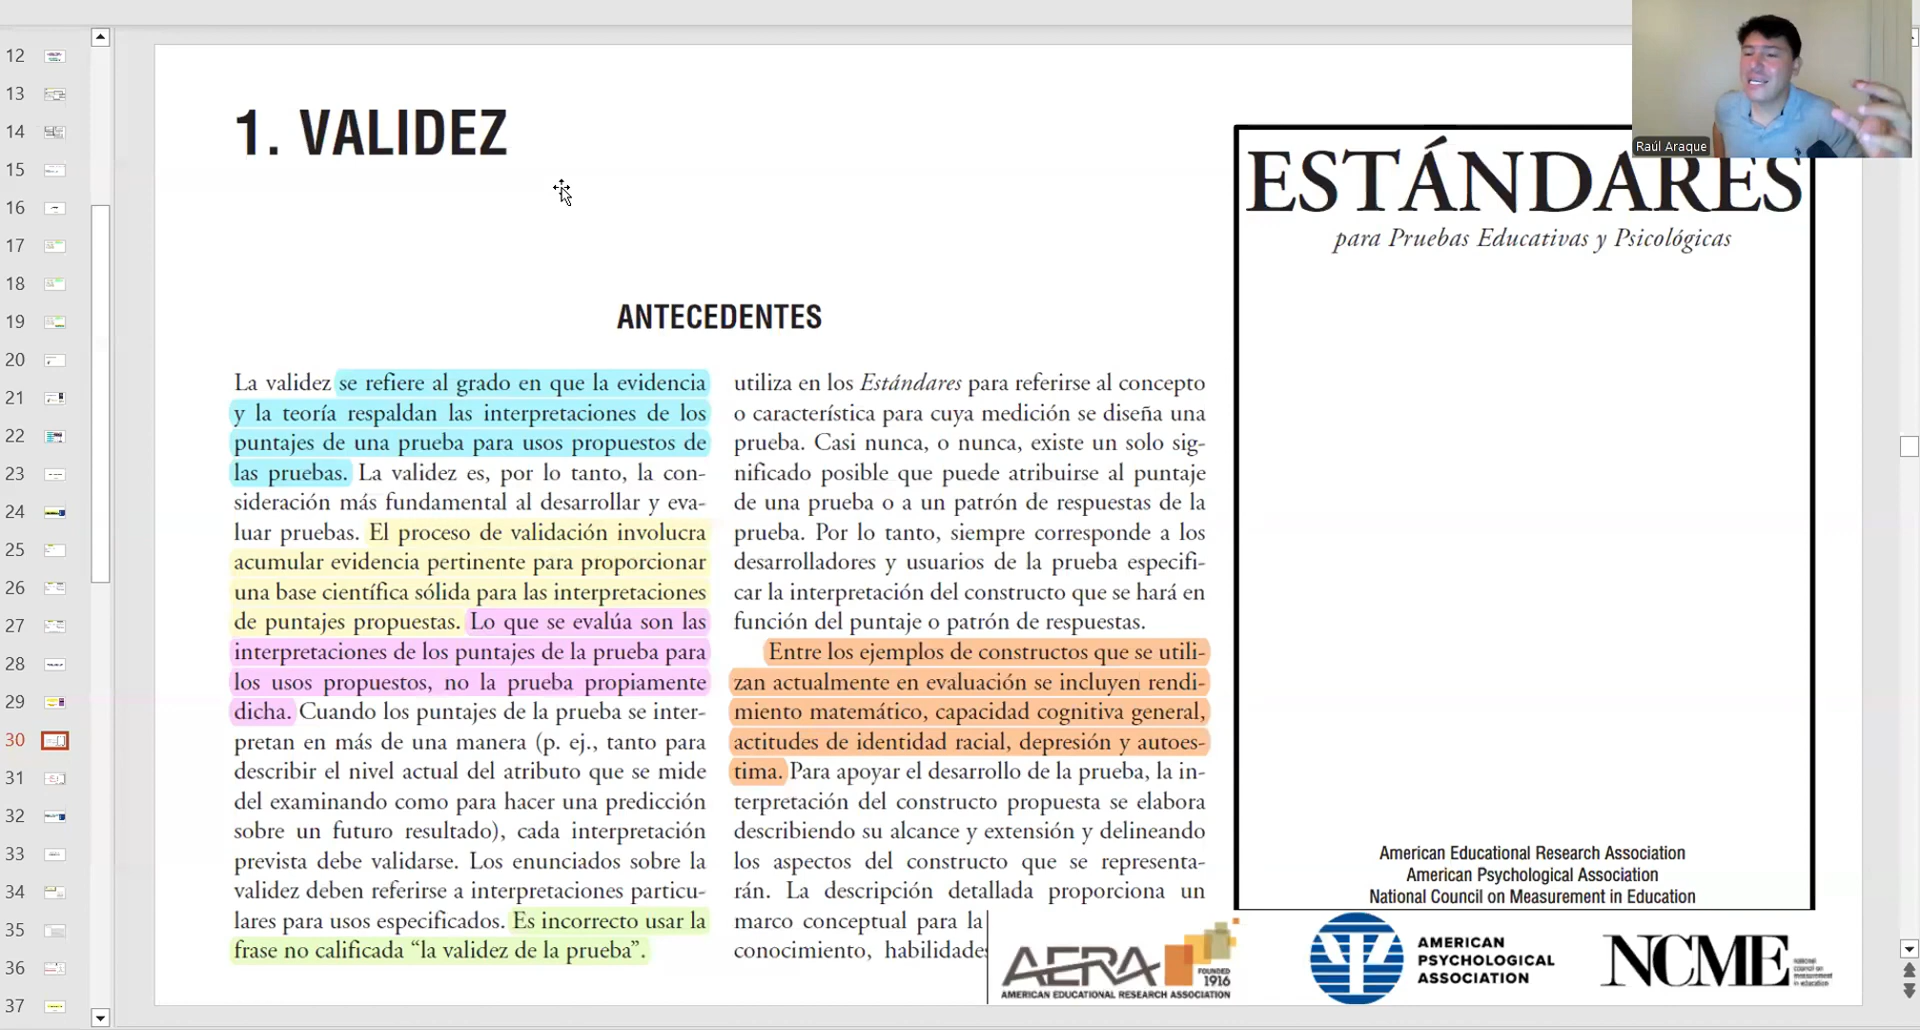 12
13
14
15
16
17
18
19
20
21
22
23
24
25
26
27
28
29
30
31
32
33
34
35
36
37
1. VALIDEZ
ANTECEDENTES
La validez se refiere al grado en que la evidencia
y la teoría respaldan las interpretaciones de los
puntajes de una prueba para usos propuestos de
las pruebas. La validez es, por lo tanto, la con-
sideración más fundamental al desarrollar y eva-
luar pruebas. El proceso de validación involucra
acumular evidencia pertinente para proporcionar
una base científica sólida para las interpretaciones
de puntajes propuestas. Lo que se evalúa son las
interpretaciones de los puntajes de la prueba para
los usos propuestos, no la prueba propiamente
dicha. Cuando los puntajes de la prueba se inter-
pretan en más de una manera (p. ej., tanto para
describir el nivel actual del atributo que se mide
del examinando como para hacer una predicción
sobre un futuro resultado), cada interpretación
prevista debe validarse. Los enunciados sobre la
validez deben referirse a interpretaciones particu-
lares para usos especificados. Es incorrecto usar la
frase no calificada “la validez de la prueba”.
utiliza en los Estándares para referirse al concepto
o característica para cuya medición se diseña una
prueba. Casi nunca, o nunca, existe un solo sig-
nificado posible que puede atribuirse al puntaje
de una prueba o a un patrón de respuestas de la
prueba. Por lo tanto, siempre corresponde a los
desarrolladores y usuarios de la prueba especifi-
car la interpretación del constructo que se hará en
función del puntaje o patrón de respuestas.
Entre los ejemplos de constructos que se utili-
zan actualmente en evaluación se incluyen rendi-
miento matemático, capacidad cognitiva general,
actitudes de identidad racial, depresión y autoes-
tima. Para apoyar el desarrollo de la prueba, la in-
terpretación del constructo propuesta se elabora
describiendo su alcance y extensión y delineando
los aspectos del constructo que se representa-
rán. La descripción detallada proporciona un
marco conceptual para la
conocimiento, habilidades
Raúl Araque
ESTÁNDARES
para Pruebas Educativas y Psicológicas
American Educational Research Association
American Psychological Association
National Council on Measurement in Education
AERA
FOUNDED
1916
AMERICAN EDUCATIONAL RESEARCH ASSOCIATION
AMERICAN
PSYCHOLOGICAL
ASSOCIATION
NCME
national
council on
measurement
in education